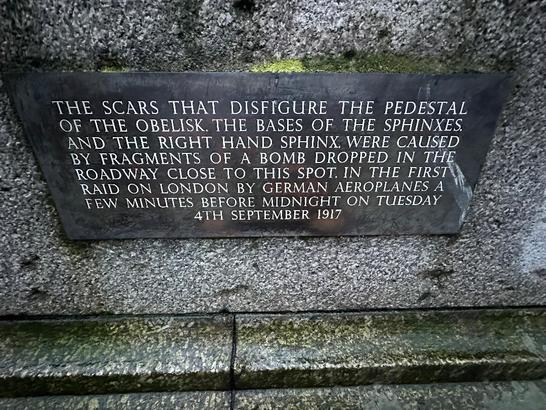 THE SCARS THAT DISFIGURE THE PEDESTAL
OF THE OBELISK, THE BASES OF THE SPHINXES,
AND THE RIGHT HAND SPHINX, WERE CAUSED
BY FRAGMENTS OF A BOMB DROPPED IN THE
ROADWAY CLOSE TO THIS SPOT, IN THE FIRST
RAID ON LONDON BY GERMAN AEROPLANES A
FEW MINUTES BEFORE MIDNIGHT ON TUESDAY
4TH SEPTEMBER 1917